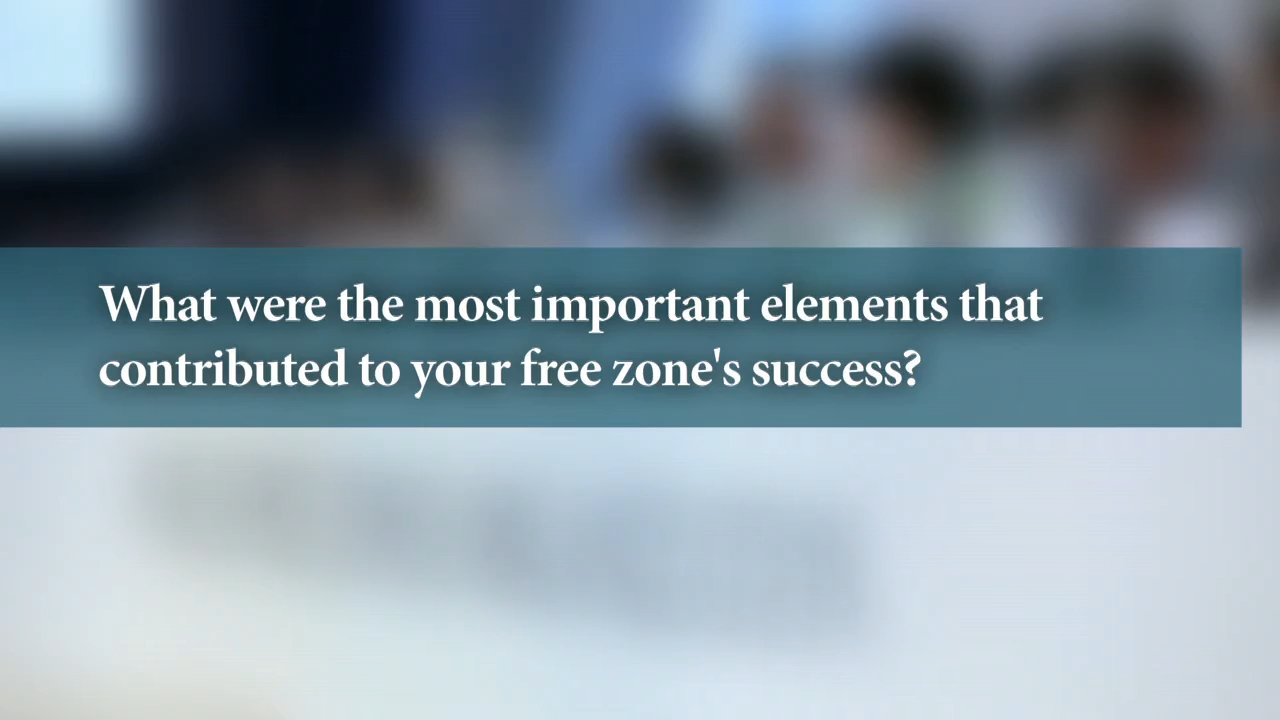 What were the most important elements that
contributed to your free zone's success?